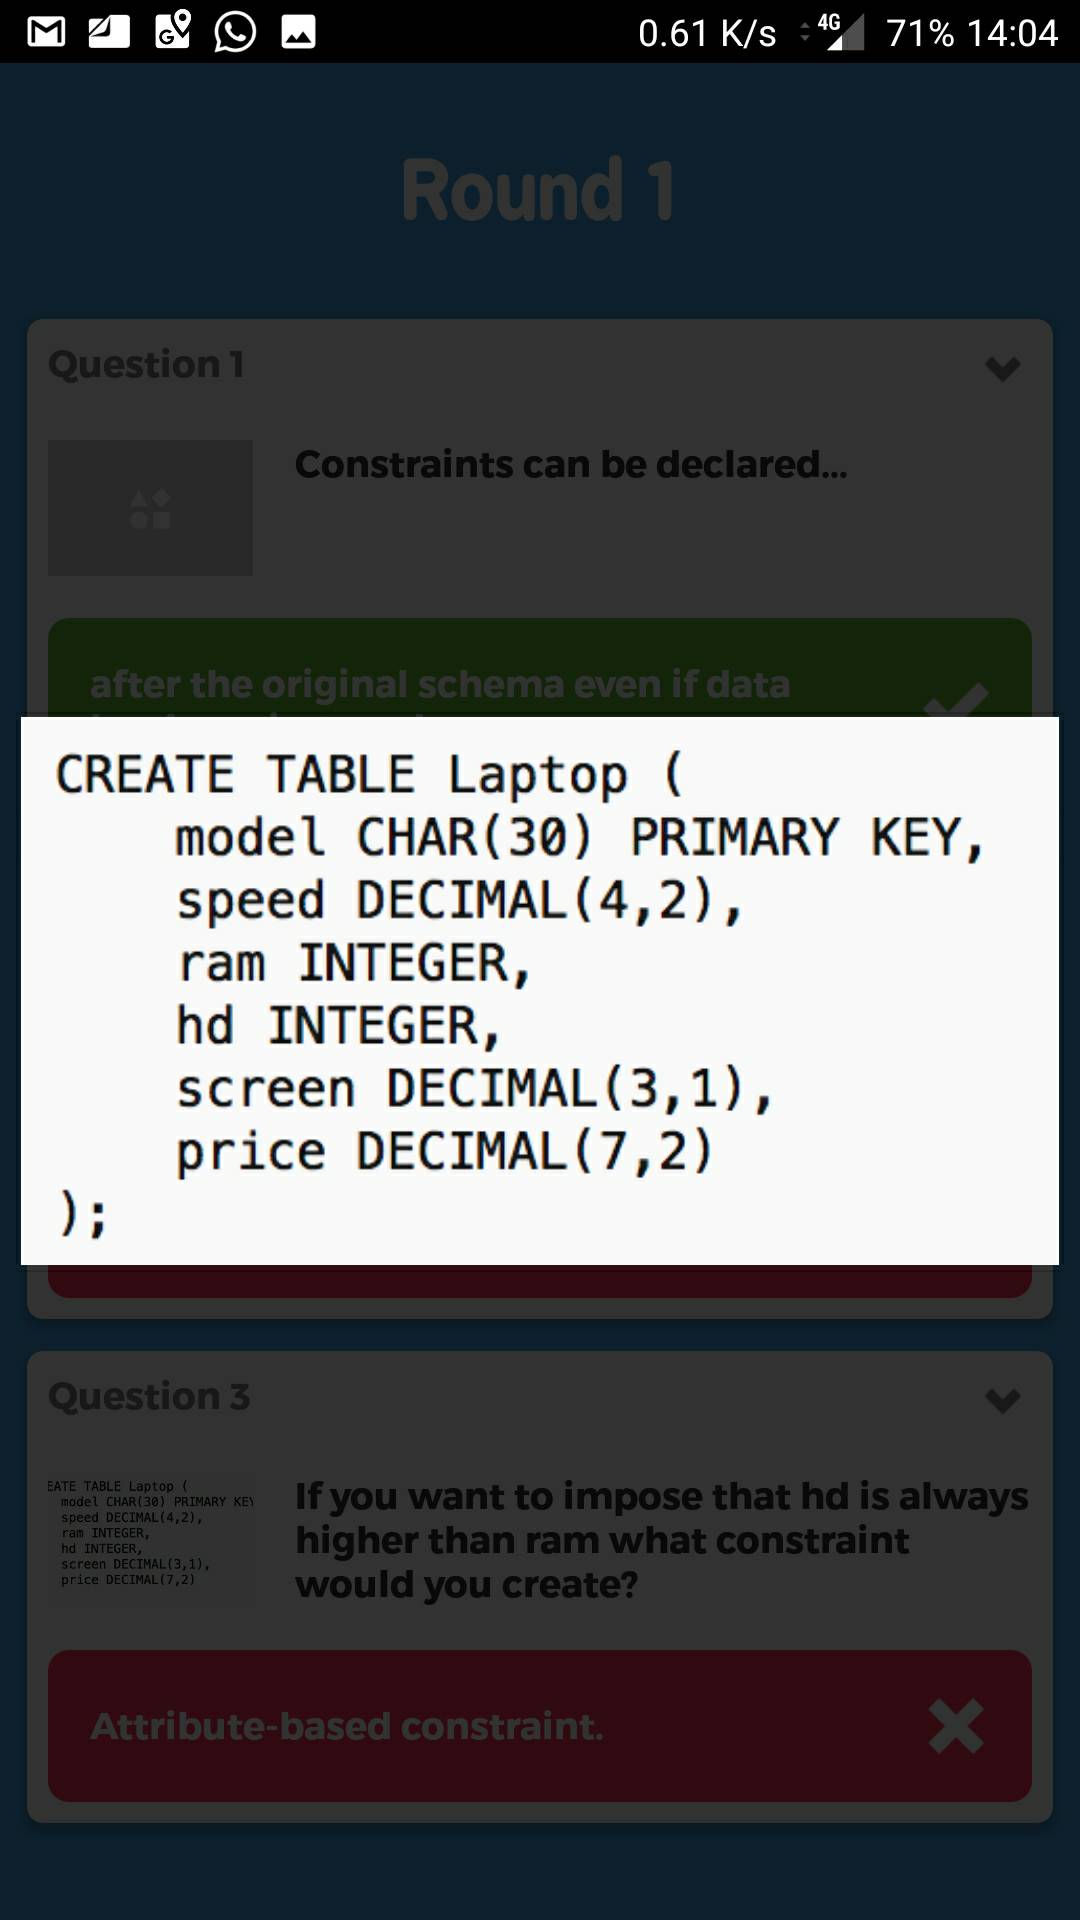 0.61 K/s 4G 71% 14:04
Round 1
Question 1
Constraints can be declared...
after the original schema even if data
CREATE TABLE Laptop (
model CHAR(30) PRIMARY KEY,
speed DECIMAL(4,2),
ram INTEGER,
hd INTEGER,
screen DECIMAL(3,1),
price DECIMAL(7,2)
);
Question 3
EATE TABLE Laptop (
model CHAR(30) PRIMARY KEY
speed DECIMAL(4,2),
ram INTEGER,
hd INTEGER,
screen DECIMAL(3,1),
price DECIMAL(7,2)
If you want to impose that hd is always
higher than ram what constraint
would you create?
Attribute-based constraint.